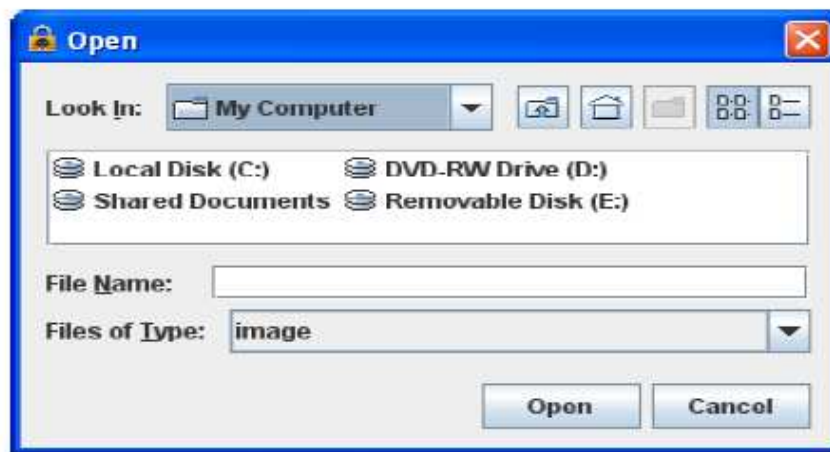 Open
Look In: My Computer
Local Disk (C:) DVD-RW Drive (D:)
Shared Documents Removable Disk (E:)
File Name:
Files of Type: image
Open Cancel